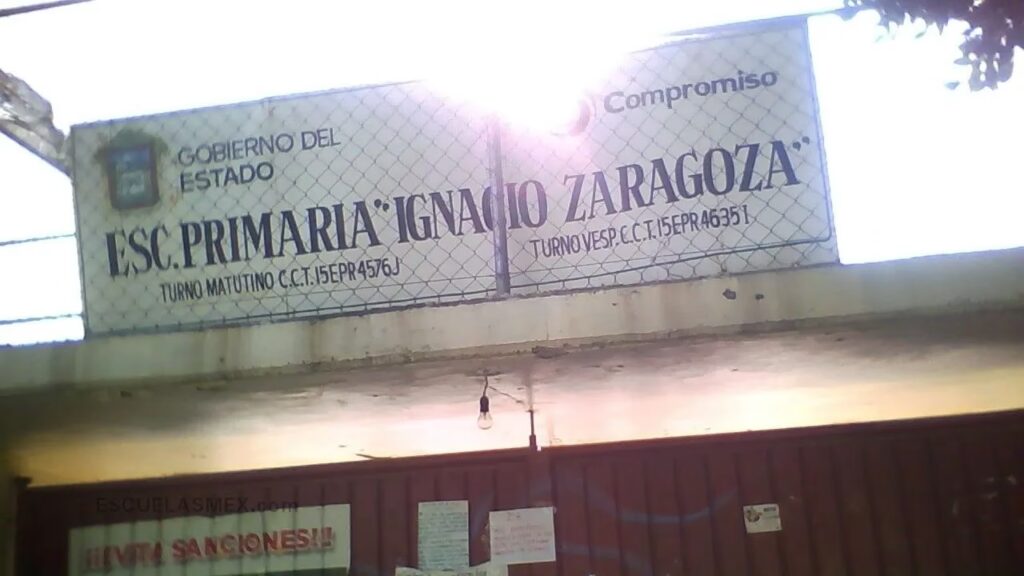 GOBIERNO DEL
ESTADO
Compromiso
ESC. PRIMARIA "IGNACIO ZARAGOZA"
TURNO MATUTINO C.C.T. 15EPR4576J
TURNO VESP. C.C.T. 15EPR4635I
ESCUELASMEX.com
¡¡¡EVITA SANCIONES!!!